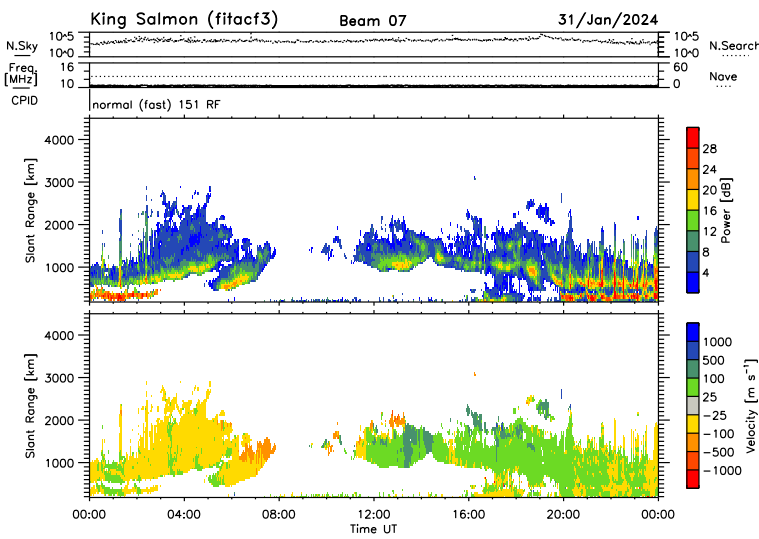 King Salmon (fitacf3) Beam 07 31/Jan/2024
N.Sky 10^5 10^0 10^5 10^0 N.Search
Freq [MHz] 16 10 60 0 Nave
CPID normal (fast) 151 RF
Slant Range [km] 4000 3000 2000 1000
Power [dB] 28 24 20 16 12 8 4
Slant Range [km] 4000 3000 2000 1000
Velocity [m s⁻¹] 1000 500 100 25 −25 −100 −500 −1000
00:00 04:00 08:00 12:00 16:00 20:00 00:00
Time UT